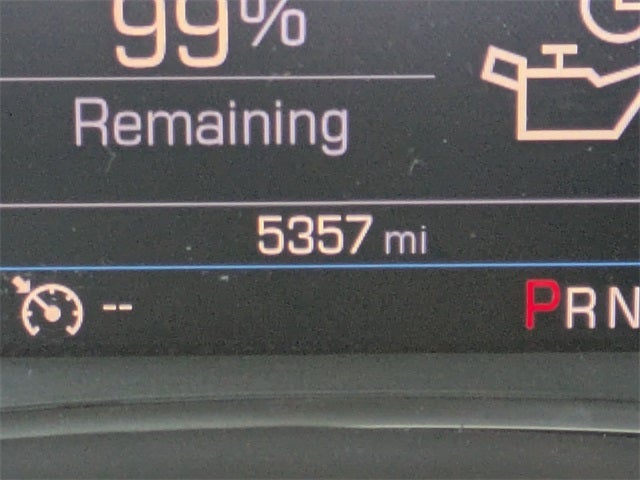 99%
Remaining
5357 mi
--
PRN